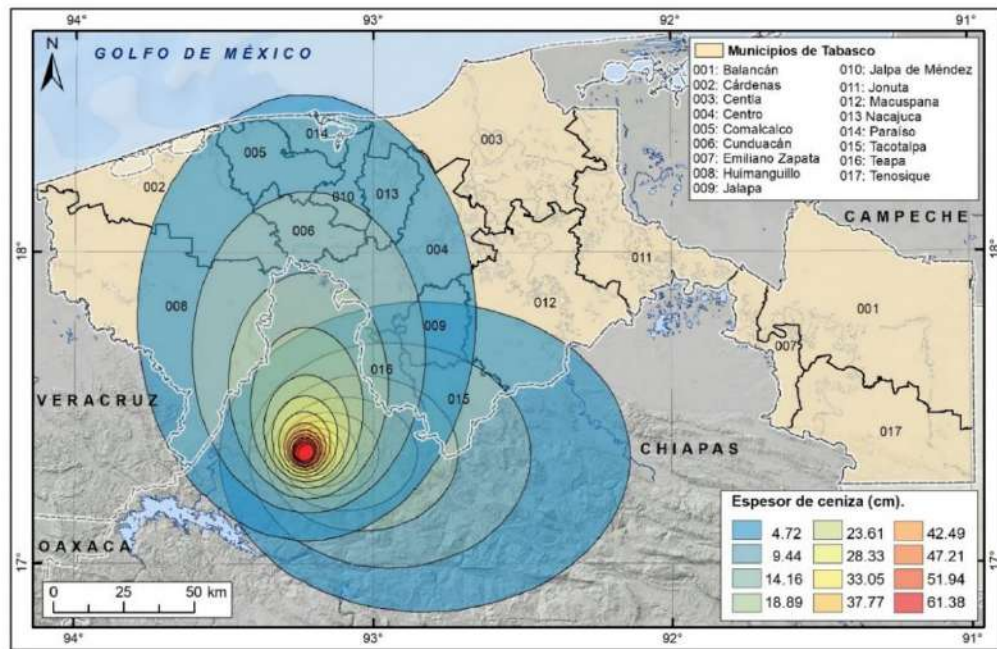 94°
93°
92°
91°
N
GOLFO DE MÉXICO
Municipios de Tabasco
001: Balancán
002: Cárdenas
003: Centla
004: Centro
005: Comalcalco
006: Cunduacán
007: Emiliano Zapata
008: Huimanguillo
009: Jalapa
010: Jalpa de Méndez
011: Jonuta
012: Macuspana
013 Nacajuca
014: Paraíso
015: Tacotalpa
016: Teapa
017: Tenosique
014
003
005
002
010
013
006
004
CAMPECHE
18°
18°
011
008
012
001
009
007
016
015
VERACRUZ
CHIAPAS
017
OAXACA
17°
17°
Espesor de ceniza (cm).
4.72
9.44
14.16
18.89
23.61
28.33
33.05
37.77
42.49
47.21
51.94
61.38
0 25 50 km
94°
93°
92°
91°